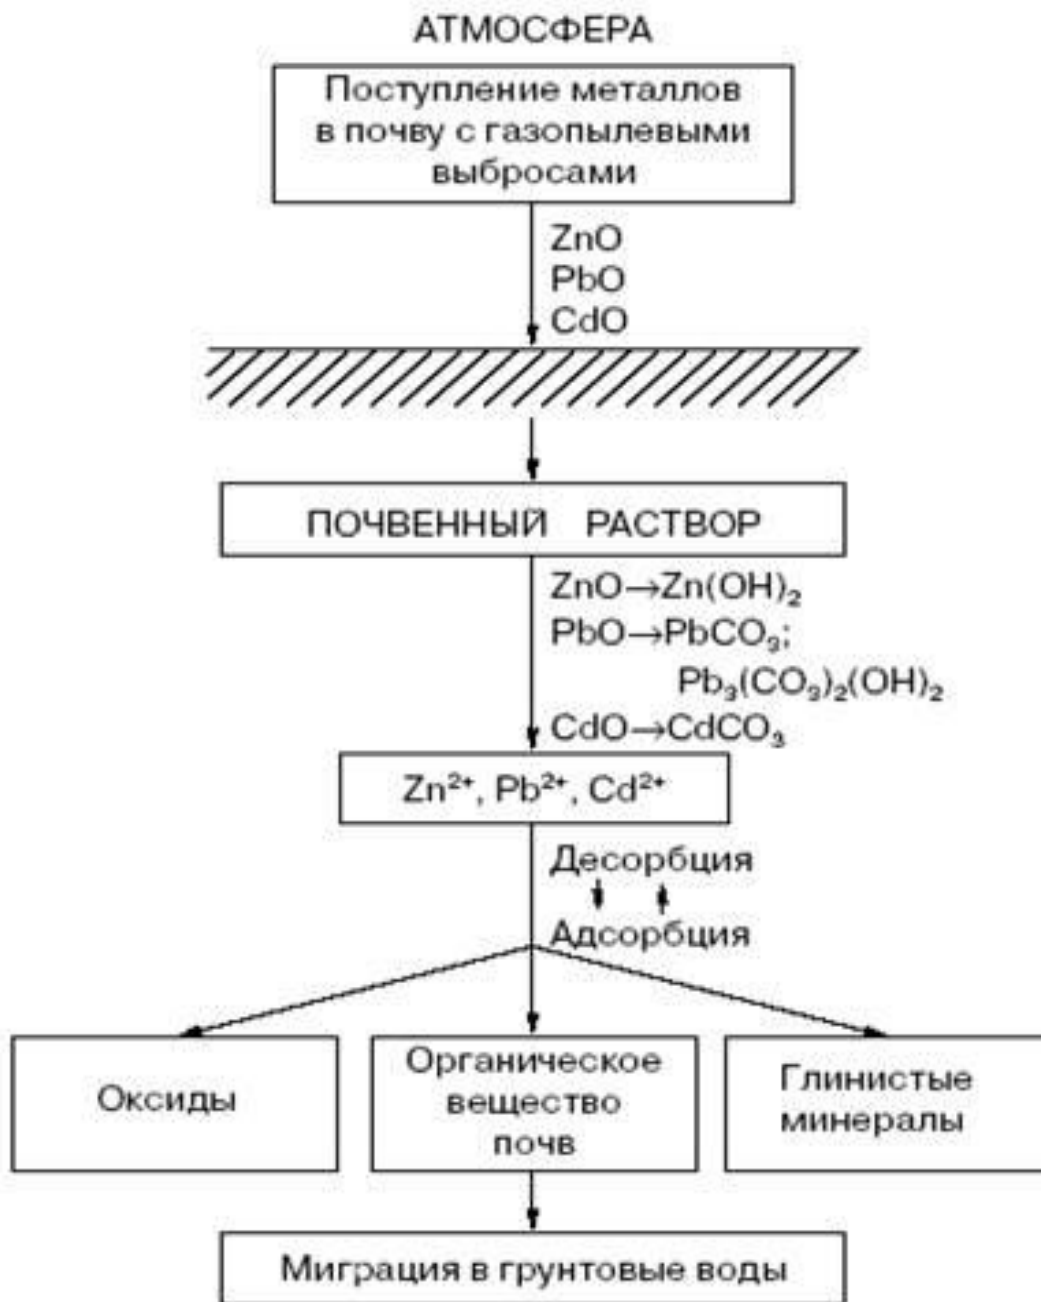 АТМОСФЕРА
Поступление металлов
в почву с газопылевыми
выбросами
ZnO
PbO
CdO
ПОЧВЕННЫЙ РАСТВОР
ZnO→Zn(OH)₂
PbO→PbCO₃;
Pb₃(CO₃)₂(OH)₂
CdO→CdCO₃
Zn²⁺, Pb²⁺, Cd²⁺
Десорбция
Адсорбция
Оксиды
Органическое
вещество
почв
Глинистые
минералы
Миграция в грунтовые воды